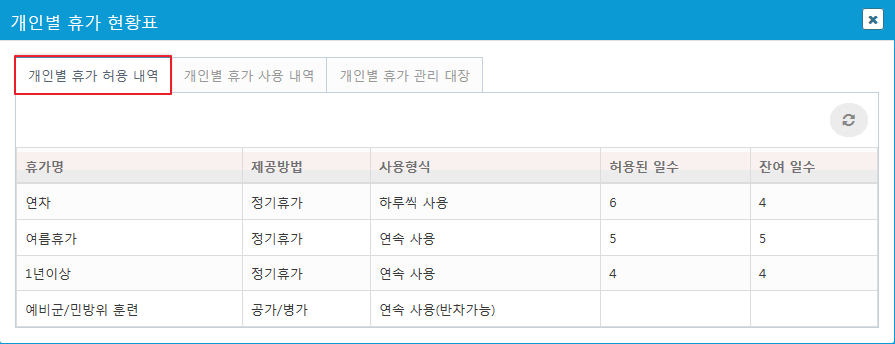 개인별 휴가 현황표
개인별 휴가 허용 내역 개인별 휴가 사용 내역 개인별 휴가 관리 대장
휴가명 제공방법 사용형식 허용된 일수 잔여 일수
연차 정기휴가 하루씩 사용 6 4
여름휴가 정기휴가 연속 사용 5 5
1년이상 정기휴가 연속 사용 4 4
예비군/민방위 훈련 공가/병가 연속 사용(반차가능)